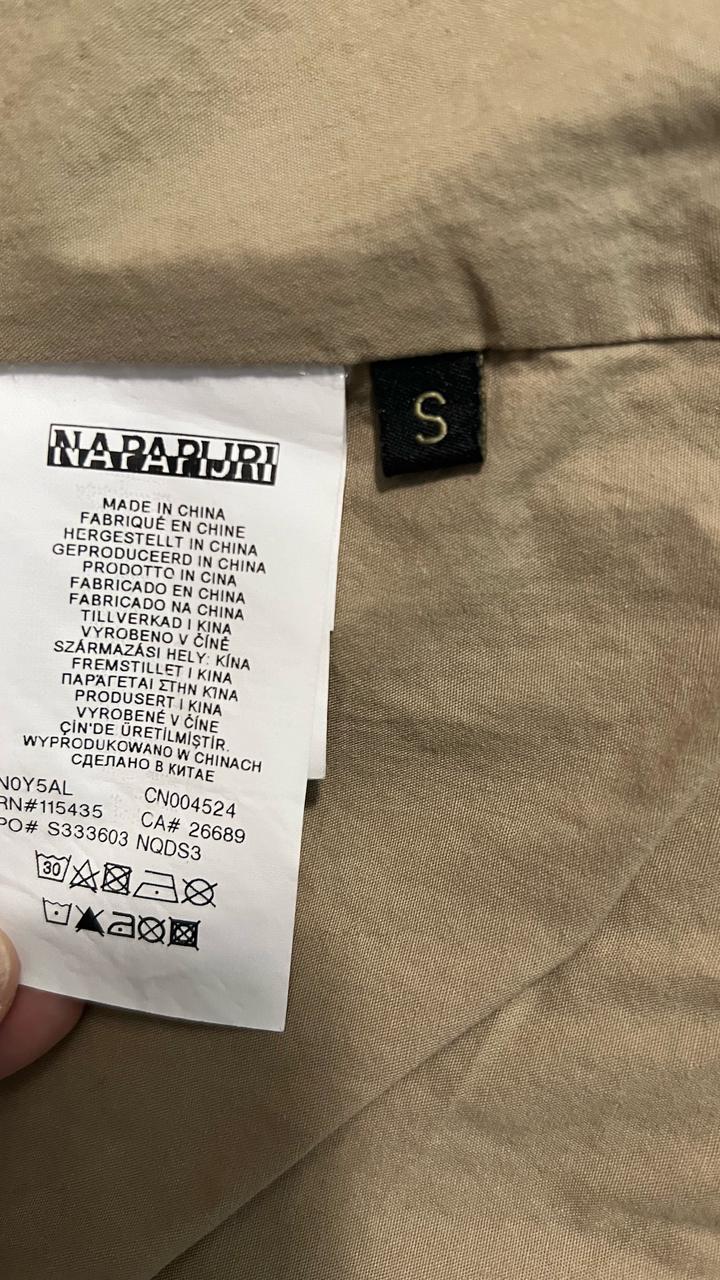 NAPAPIJRI
S
MADE IN CHINA
FABRIQUÉ EN CHINE
HERGESTELLT IN CHINA
GEPRODUCEERD IN CHINA
PRODOTTO IN CINA
FABRICADO EN CHINA
FABRICADO NA CHINA
TILLVERKAD I KINA
VYROBENO V ČÍNĚ
SZÁRMAZÁSI HELY: KÍNA
FREMSTILLET I KINA
ΠΑΡΑΓΕΤΑΙ ΣΤΗΝ ΚΊΝΑ
PRODUSERT I KINA
VYROBENÉ V ČÍNE
ÇİN'DE ÜRETİLMİŞTİR.
WYPRODUKOWANO W CHINACH
СДЕЛАНО В КИТАЕ
N0Y5AL CN004524
RN#115435 CA# 26689
PO# S333603 NQDS3
30